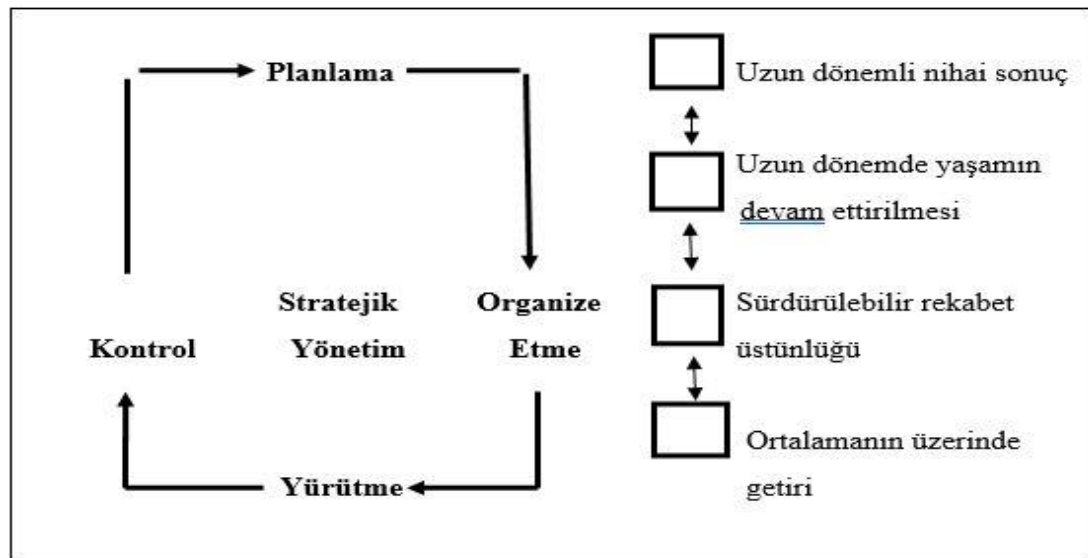 Planlama
Stratejik
Yönetim
Organize
Etme
Kontrol
Yürütme
Uzun dönemli nihai sonuç
Uzun dönemde yaşamın
devam ettirilmesi
Sürdürülebilir rekabet
üstünlüğü
Ortalamanın üzerinde
getiri